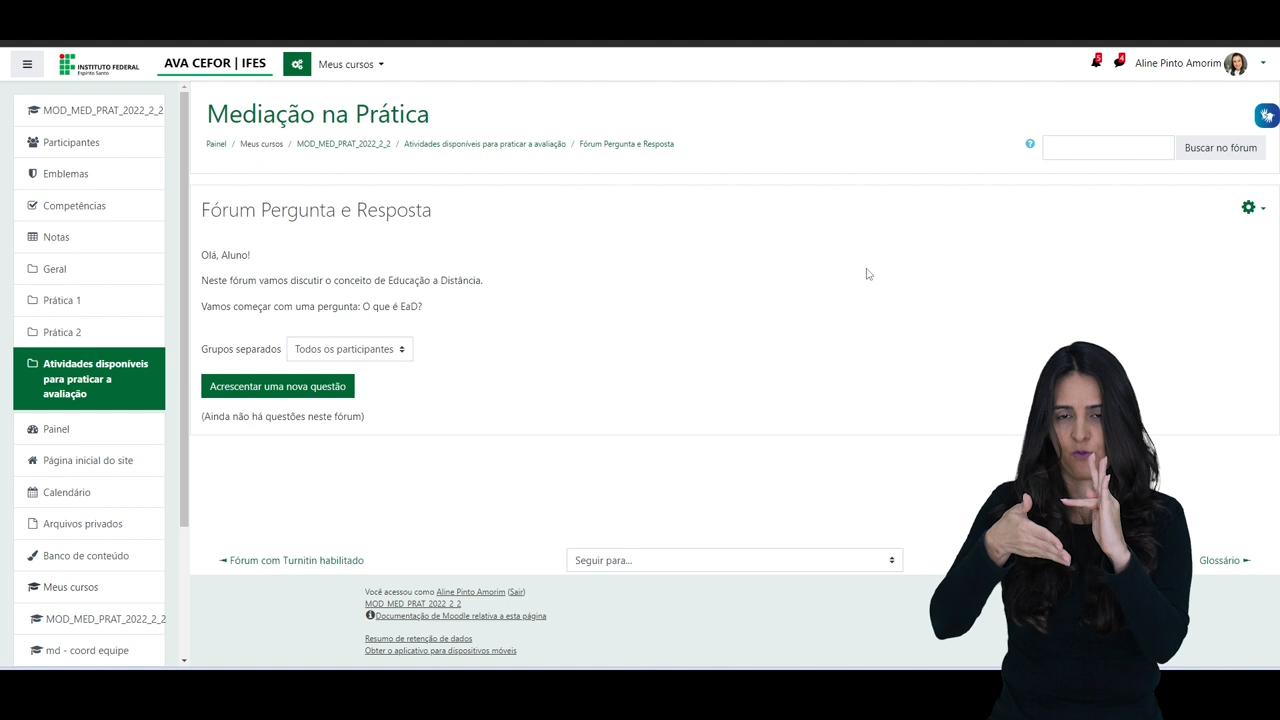 INSTITUTO FEDERAL
Espírito Santo
AVA CEFOR | IFES
Meus cursos
5
4
Aline Pinto Amorim
MOD_MED_PRAT_2022_2_2
Participantes
Emblemas
Competências
Notas
Geral
Prática 1
Prática 2
Atividades disponíveis
para praticar a
avaliação
Painel
Página inicial do site
Calendário
Arquivos privados
Banco de conteúdo
Meus cursos
MOD_MED_PRAT_2022_2_2
md - coord equipe
Mediação na Prática
Painel / Meus cursos / MOD_MED_PRAT_2022_2_2 / Atividades disponíveis para praticar a avaliação / Fórum Pergunta e Resposta
Buscar no fórum
Fórum Pergunta e Resposta
Olá, Aluno!
Neste fórum vamos discutir o conceito de Educação a Distância.
Vamos começar com uma pergunta: O que é EaD?
Grupos separados Todos os participantes
Acrescentar uma nova questão
(Ainda não há questões neste fórum)
◄ Fórum com Turnitin habilitado
Seguir para...
Glossário ►
Você acessou como Aline Pinto Amorim (Sair)
MOD_MED_PRAT_2022_2_2
Documentação de Moodle relativa a esta página
Resumo de retenção de dados
Obter o aplicativo para dispositivos móveis